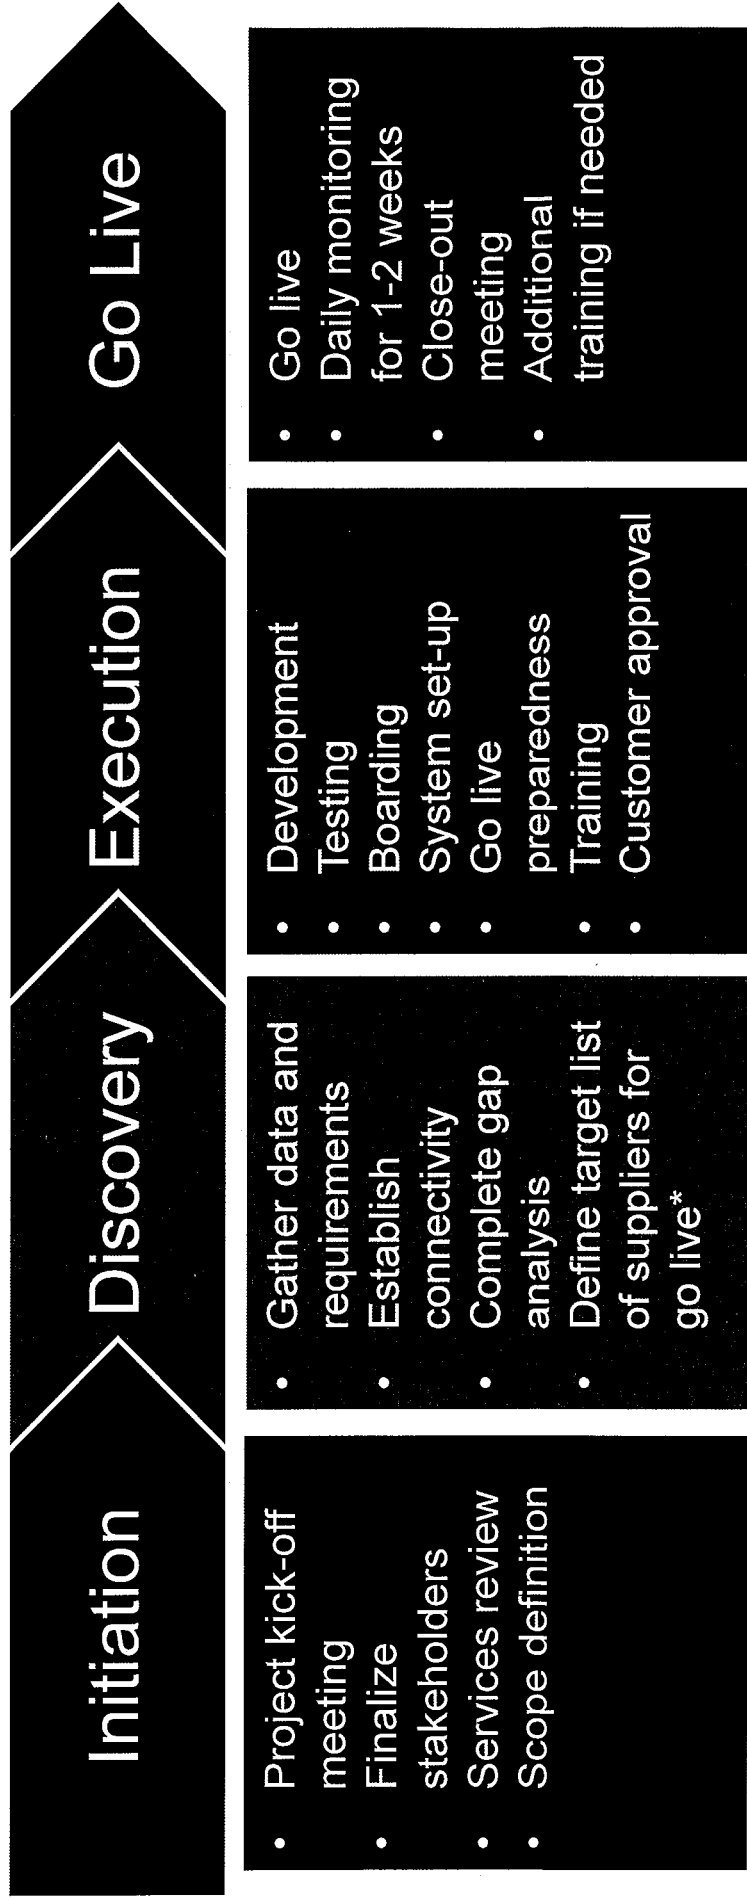 Initiation
Discovery
Execution
Go Live
• Project kick-off
meeting
• Finalize
stakeholders
• Services review
• Scope definition
• Gather data and
requirements
• Establish
connectivity
• Complete gap
analysis
• Define target list
of suppliers for
go live*
• Development
• Testing
• Boarding
• System set-up
• Go live
preparedness
• Training
• Customer approval
• Go live
• Daily monitoring
for 1-2 weeks
• Close-out
meeting
• Additional
training if needed